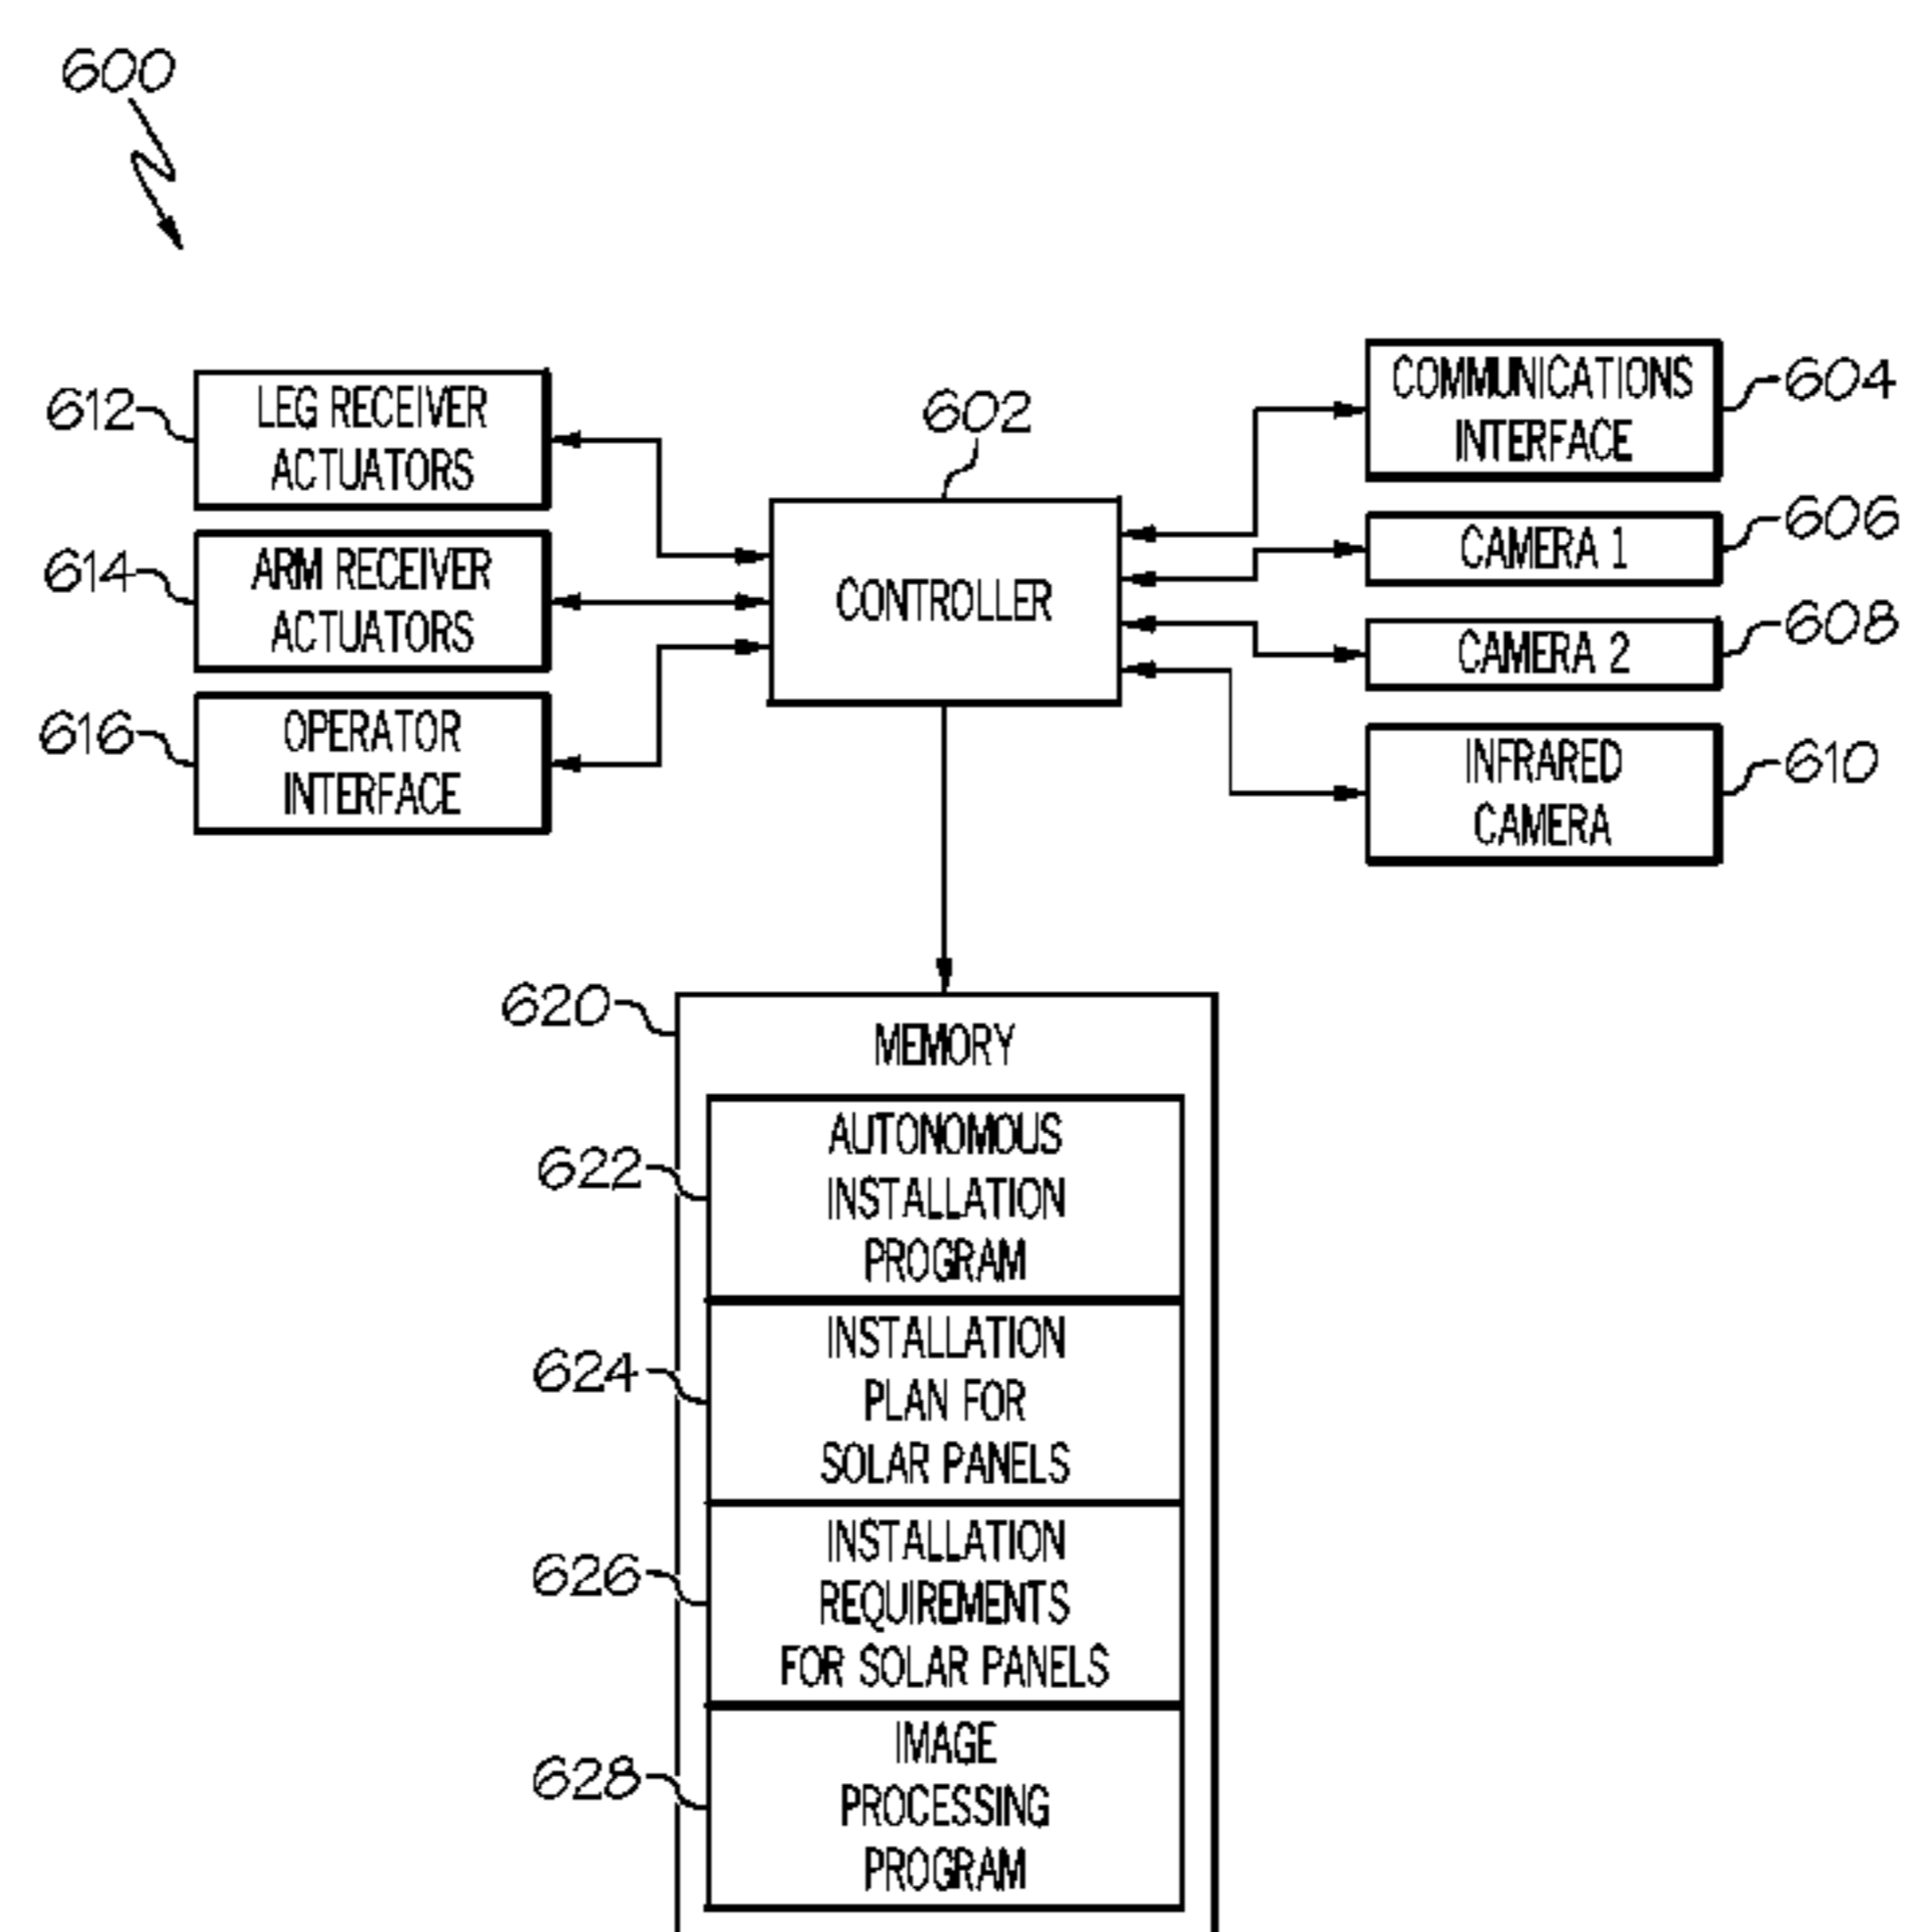 600
612
LEG RECEIVER
ACTUATORS
614
ARM RECEIVER
ACTUATORS
616
OPERATOR
INTERFACE
602
CONTROLLER
COMMUNICATIONS
INTERFACE
604
CAMERA 1
606
CAMERA 2
608
INFRARED
CAMERA
610
620
MEMORY
622
AUTONOMOUS
INSTALLATION
PROGRAM
624
INSTALLATION
PLAN FOR
SOLAR PANELS
626
INSTALLATION
REQUIREMENTS
FOR SOLAR PANELS
628
IMAGE
PROCESSING
PROGRAM